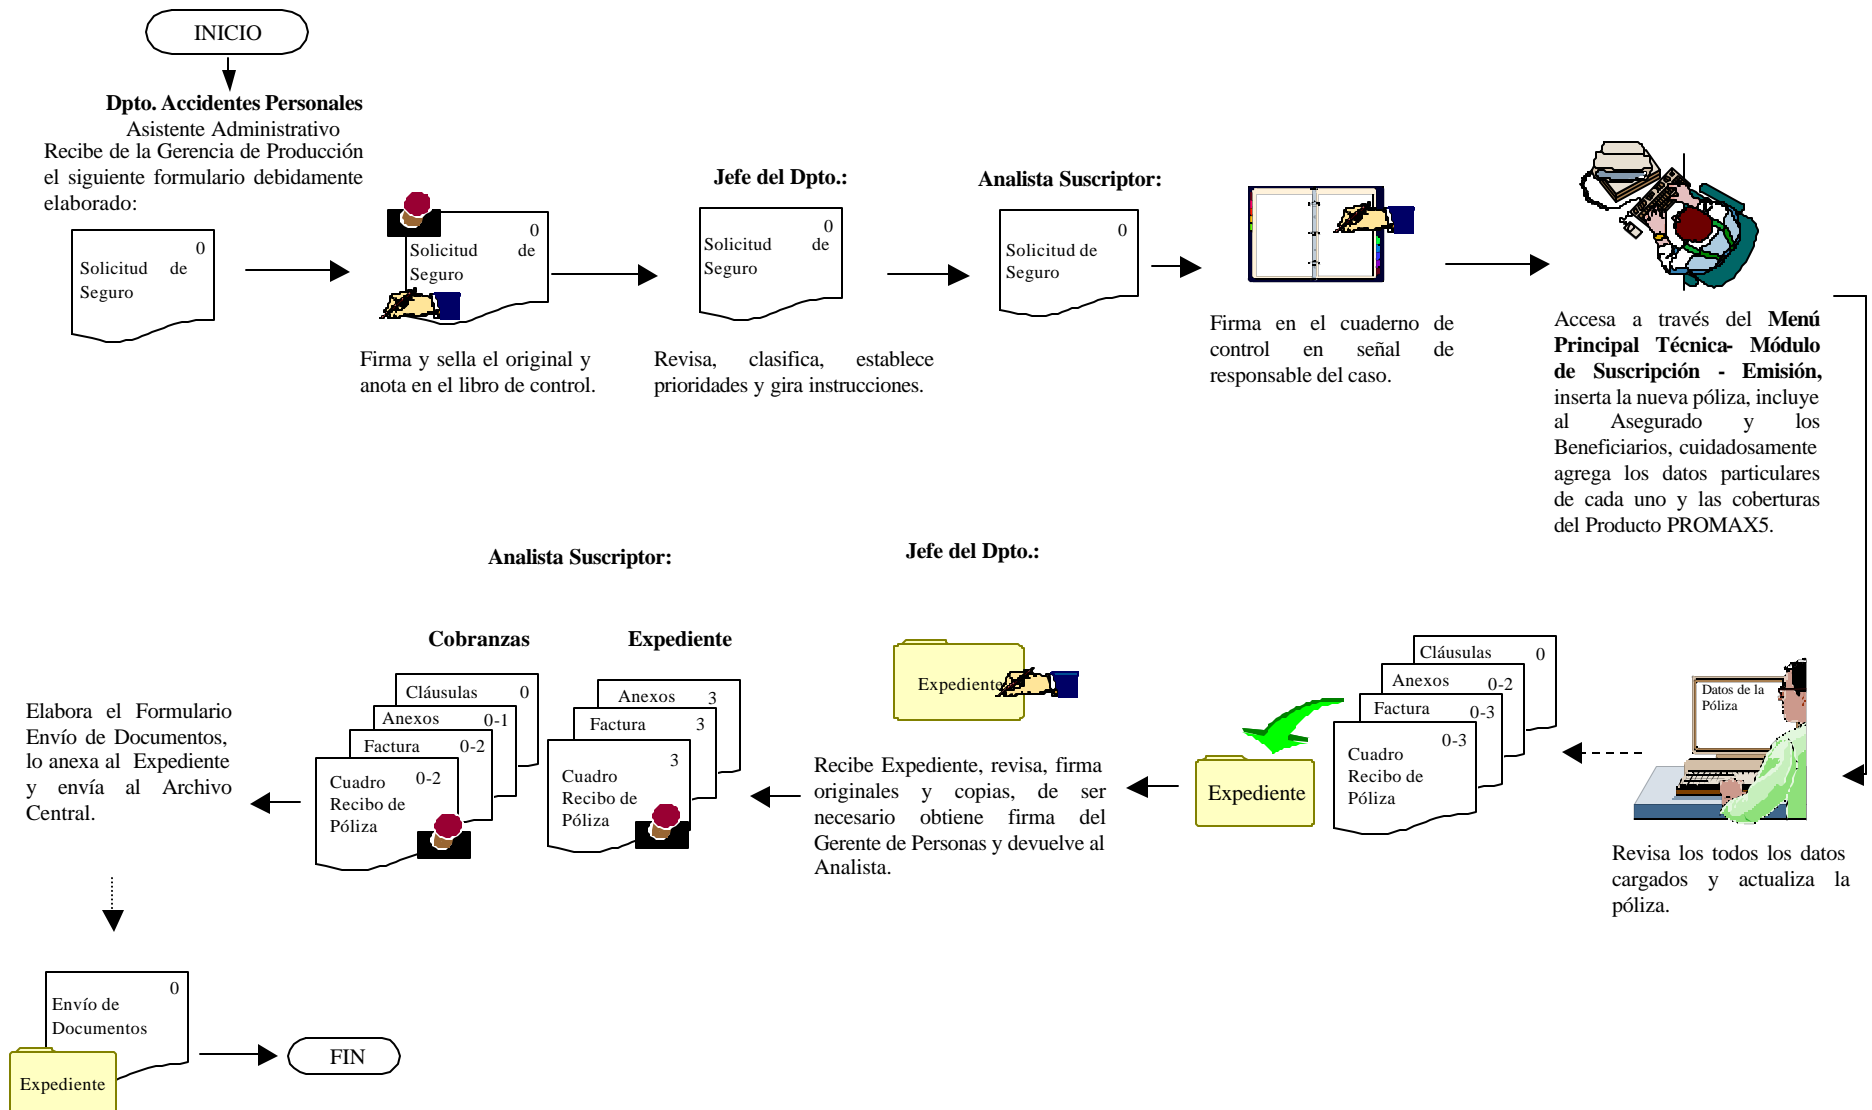 INICIO
Dpto. Accidentes Personales
Asistente Administrativo
Recibe de la Gerencia de Producción
el siguiente formulario debidamente
elaborado:
0
Solicitud de
Seguro
0
Solicitud de
Seguro
Firma y sella el original y
anota en el libro de control.
Jefe del Dpto.:
0
Solicitud de
Seguro
Revisa, clasifica, establece
prioridades y gira instrucciones.
Analista Suscriptor:
0
Solicitud de
Seguro
Firma en el cuaderno de
control en señal de
responsable del caso.
Accesa a través del Menú
Principal Técnica- Módulo
de Suscripción - Emisión,
inserta la nueva póliza, incluye
al Asegurado y los
Beneficiarios, cuidadosamente
agrega los datos particulares
de cada uno y las coberturas
del Producto PROMAX5.
Datos de la
Póliza
Revisa los todos los datos
cargados y actualiza la
póliza.
Cláusulas 0
Anexos 0-2
Factura 0-3
0-3
Cuadro
Recibo de
Póliza
Expediente
Jefe del Dpto.:
Expediente
Recibe Expediente, revisa, firma
originales y copias, de ser
necesario obtiene firma del
Gerente de Personas y devuelve al
Analista.
Analista Suscriptor:
Cobranzas
Cláusulas 0
Anexos 0-1
Factura 0-2
Cuadro 0-2
Recibo de
Póliza
Expediente
Anexos 3
Factura 3
3
Cuadro
Recibo de
Póliza
Elabora el Formulario
Envío de Documentos,
lo anexa al Expediente
y envía al Archivo
Central.
0
Envío de
Documentos
Expediente
FIN